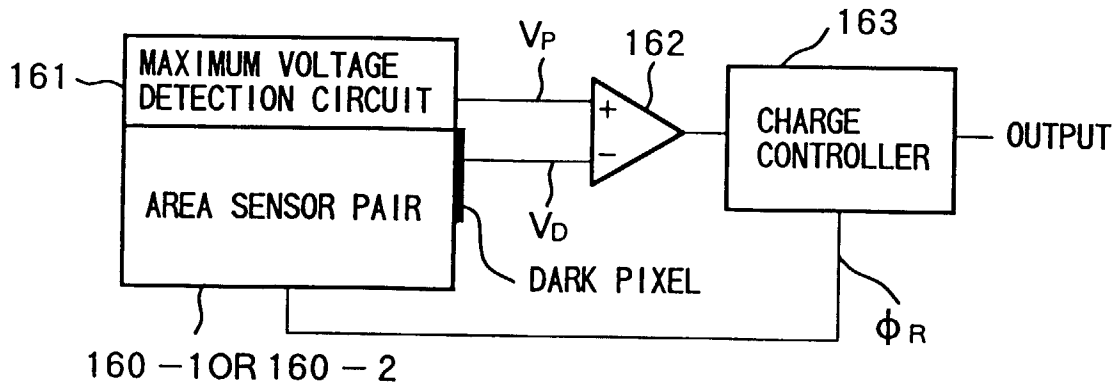 161
MAXIMUM VOLTAGE
DETECTION CIRCUIT
AREA SENSOR PAIR
VP
VD
DARK PIXEL
162
+
−
163
CHARGE
CONTROLLER
OUTPUT
ϕR
160-1OR 160-2